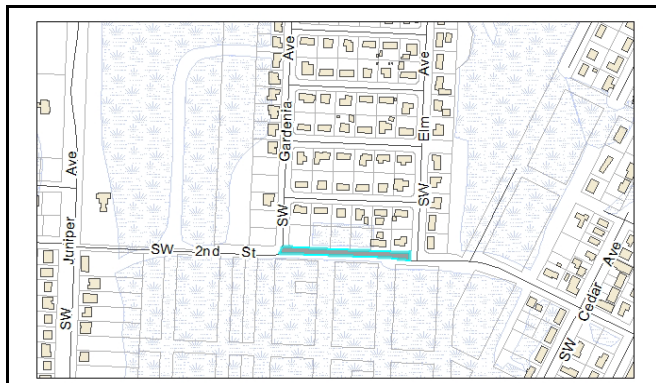 SW Gardenia Ave
SW Elm Ave
SW Juniper Ave
SW 2nd St
SW Cedar Ave